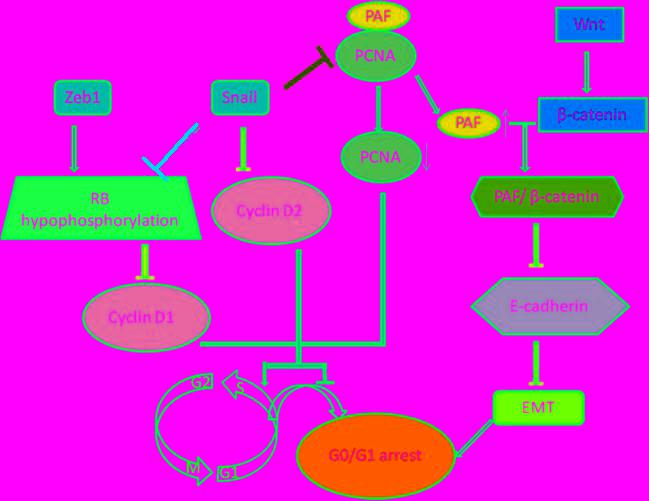 PAF
PCNA
Wnt
Zeb1
Snail
PAF
β-catenin
PCNA
RB
hypophosphorylation
Cyclin D2
PAF/ β-catenin
Cyclin D1
E-cadherin
G2
S
M
G1
EMT
G0/G1 arrest